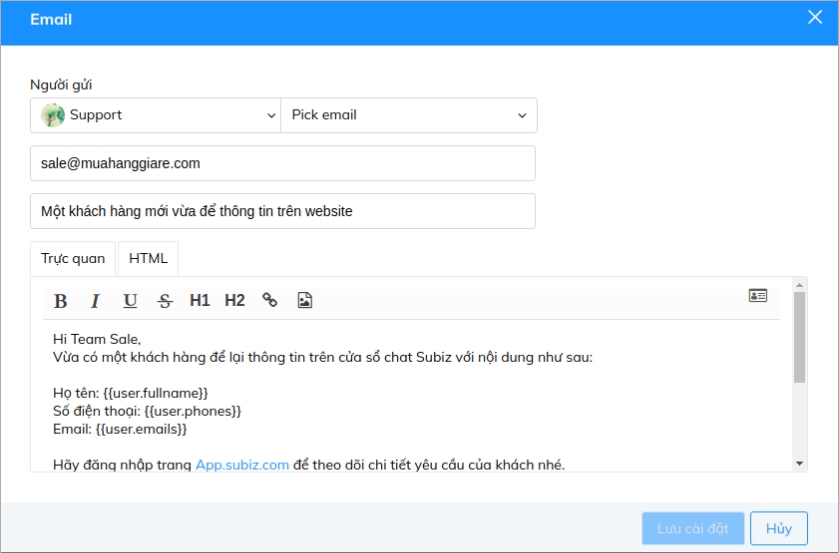 Email
Người gửi
Support
Pick email
sale@muahanggiare.com
Một khách hàng mới vừa để thông tin trên website
Trực quan HTML
B I U S H1 H2
Hi Team Sale,
Vừa có một khách hàng để lại thông tin trên cửa sổ chat Subiz với nội dung như sau:
Họ tên: {{user.fullname}}
Số điện thoại: {{user.phones}}
Email: {{user.emails}}
Hãy đăng nhập trang App.subiz.com để theo dõi chi tiết yêu cầu của khách nhé.
Lưu cài đặt Hủy